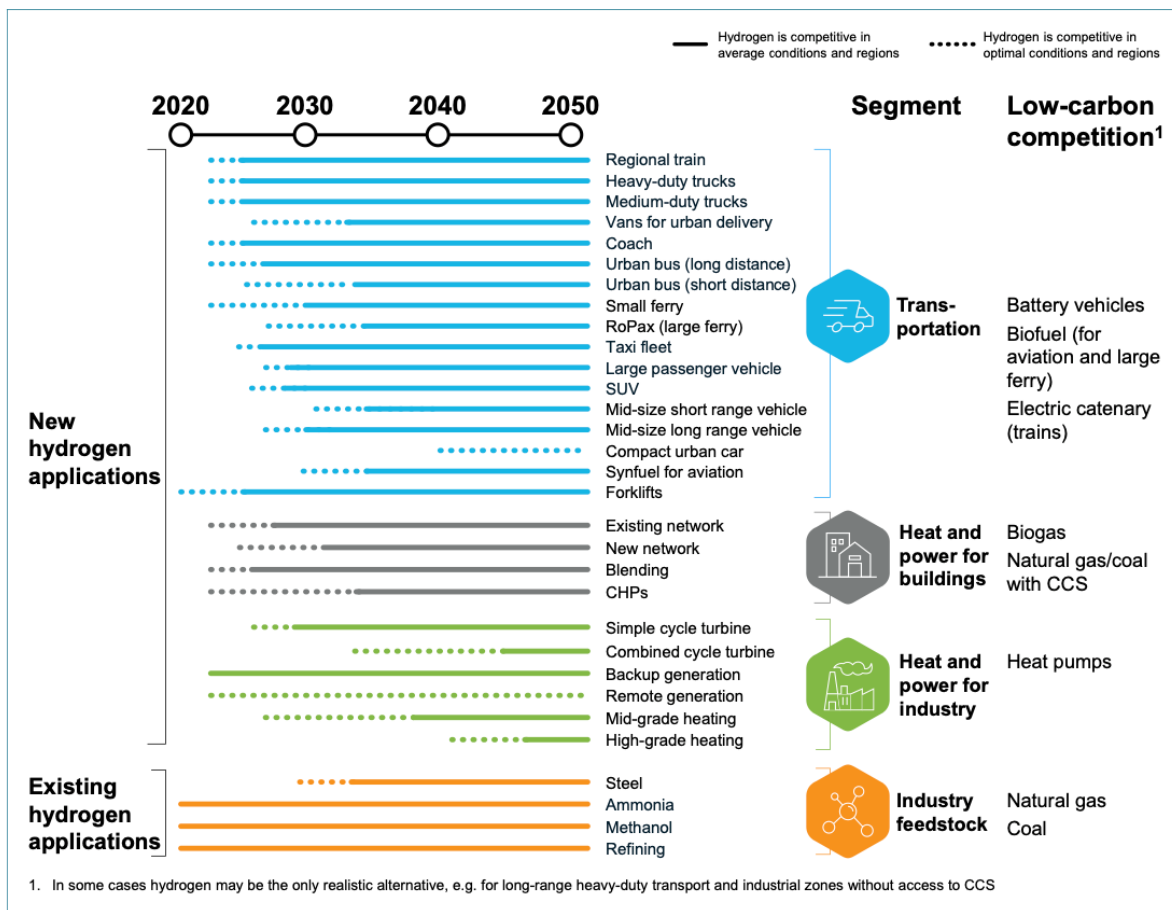 Hydrogen is competitive in
average conditions and regions
Hydrogen is competitive in
optimal conditions and regions
2020
2030
2040
2050
Segment
Low-carbon
competition¹
New
hydrogen
applications
Regional train
Heavy-duty trucks
Medium-duty trucks
Vans for urban delivery
Coach
Urban bus (long distance)
Urban bus (short distance)
Small ferry
RoPax (large ferry)
Taxi fleet
Large passenger vehicle
SUV
Mid-size short range vehicle
Mid-size long range vehicle
Compact urban car
Synfuel for aviation
Forklifts
Trans-
portation
Battery vehicles
Biofuel (for
aviation and large
ferry)
Electric catenary
(trains)
Existing network
New network
Blending
CHPs
Heat and
power for
buildings
Biogas
Natural gas/coal
with CCS
Simple cycle turbine
Combined cycle turbine
Backup generation
Remote generation
Mid-grade heating
High-grade heating
Heat and
power for
industry
Heat pumps
Existing
hydrogen
applications
Steel
Ammonia
Methanol
Refining
Industry
feedstock
Natural gas
Coal
1. In some cases hydrogen may be the only realistic alternative, e.g. for long-range heavy-duty transport and industrial zones without access to CCS